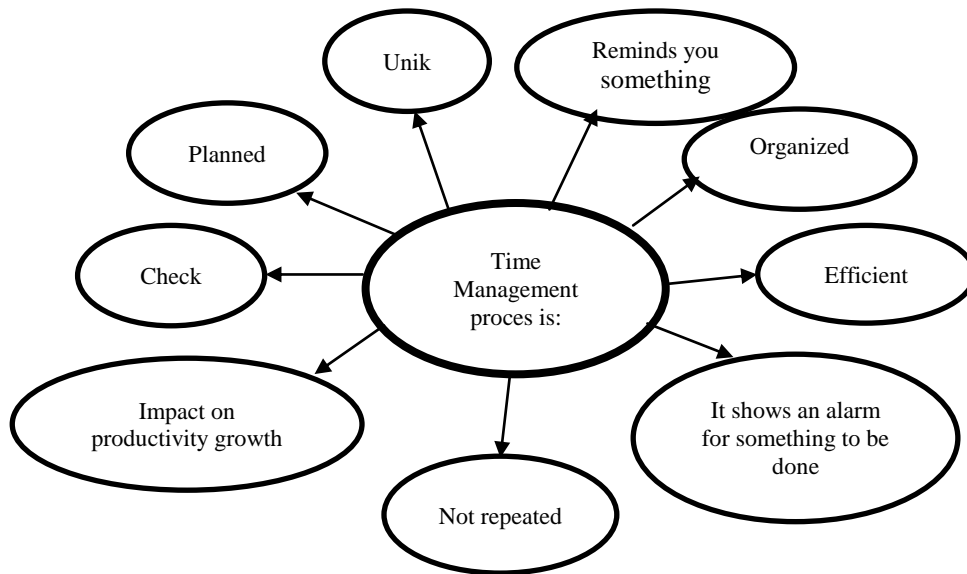 Unik
Reminds you
something
Planned
Organized
Check
Time
Management
proces is:
Efficient
Impact on
productivity growth
It shows an alarm
for something to be
done
Not repeated